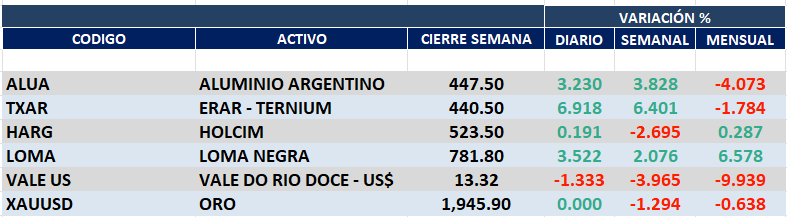 VARIACIÓN %
CODIGO ACTIVO CIERRE SEMANA DIARIO SEMANAL MENSUAL
ALUA ALUMINIO ARGENTINO 447.50 3.230 3.828 -4.073
TXAR ERAR - TERNIUM 440.50 6.918 6.401 -1.784
HARG HOLCIM 523.50 0.191 -2.695 0.287
LOMA LOMA NEGRA 781.80 3.522 2.076 6.578
VALE US VALE DO RIO DOCE - US$ 13.32 -1.333 -3.965 -9.939
XAUUSD ORO 1,945.90 0.000 -1.294 -0.638